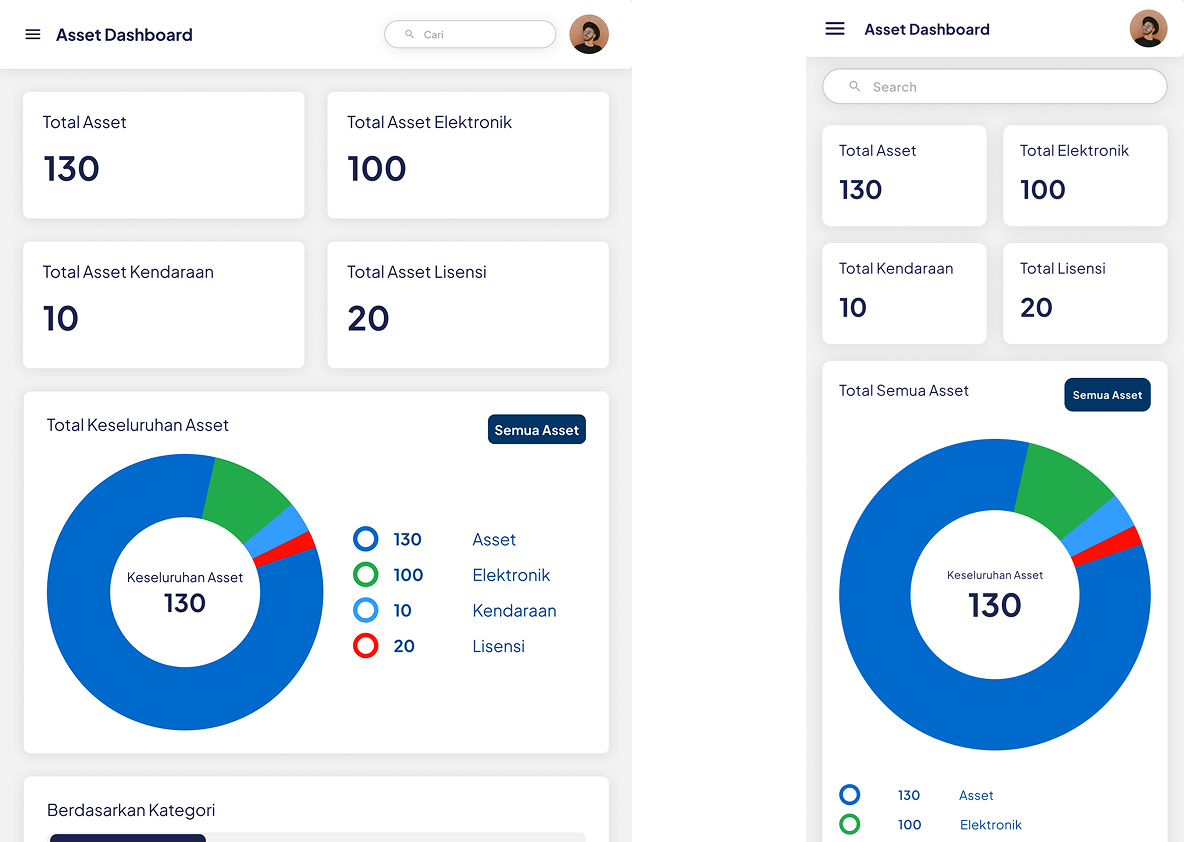 Asset Dashboard
Cari
Total Asset
130
Total Asset Elektronik
100
Total Asset Kendaraan
10
Total Asset Lisensi
20
Total Keseluruhan Asset
Semua Asset
Keseluruhan Asset
130
130 Asset
100 Elektronik
10 Kendaraan
20 Lisensi
Berdasarkan Kategori
Asset Dashboard
Search
Total Asset
130
Total Elektronik
100
Total Kendaraan
10
Total Lisensi
20
Total Semua Asset
Semua Asset
Keseluruhan Asset
130
130 Asset
100 Elektronik